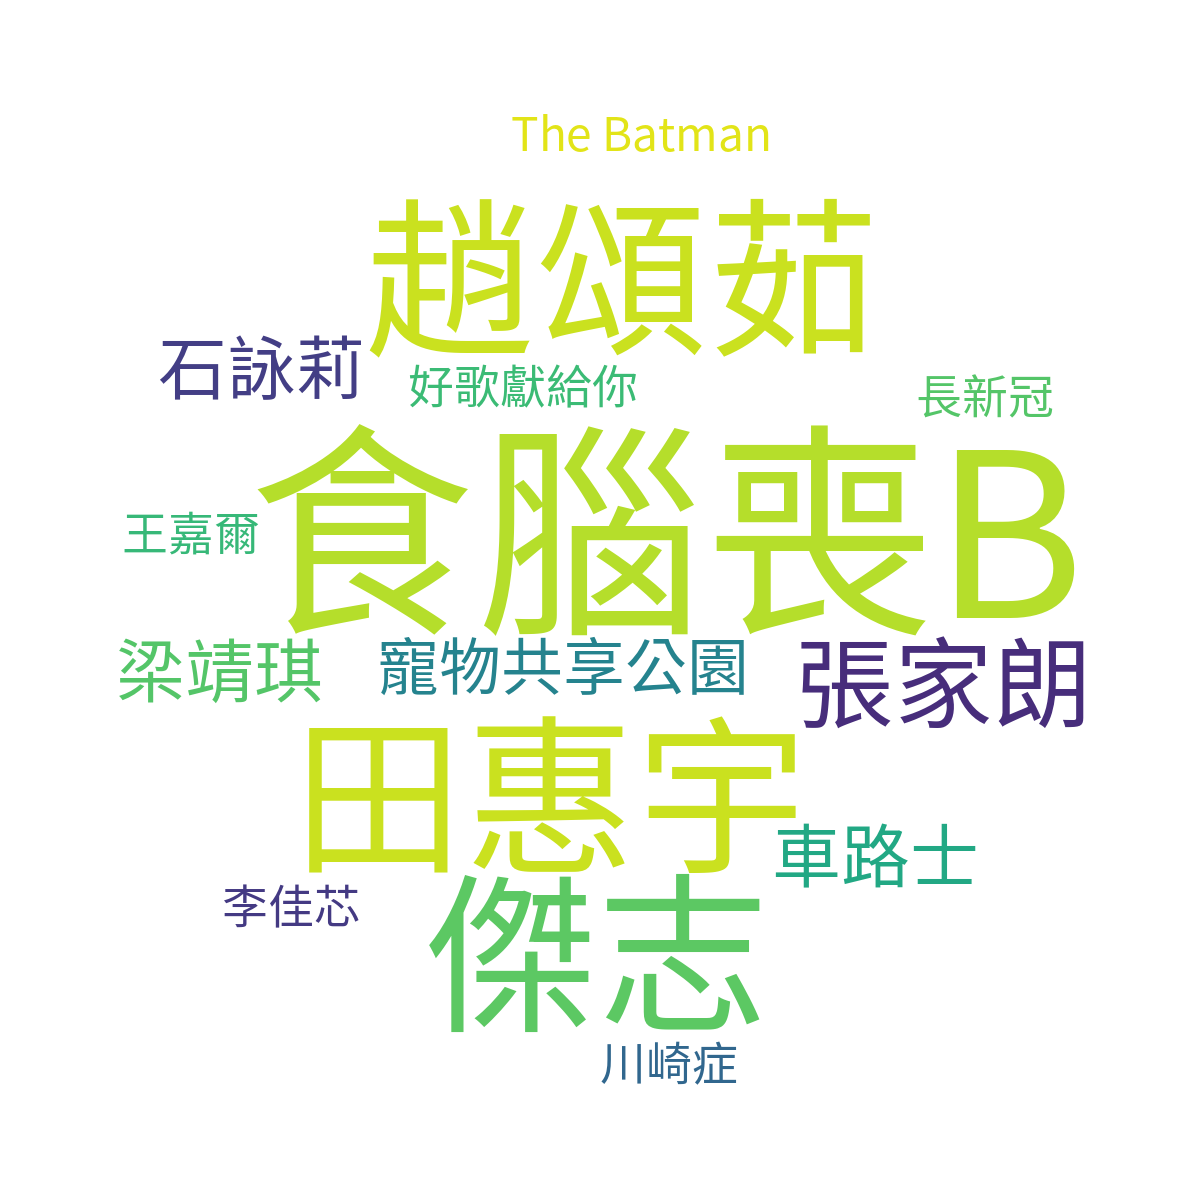 The Batman
趙頌茹
石詠莉
好歌獻給你
長新冠
食腦喪B
王嘉爾
梁靖琪
寵物共享公園
張家朗
田惠宇
車路士
李佳芯
傑志
川崎症